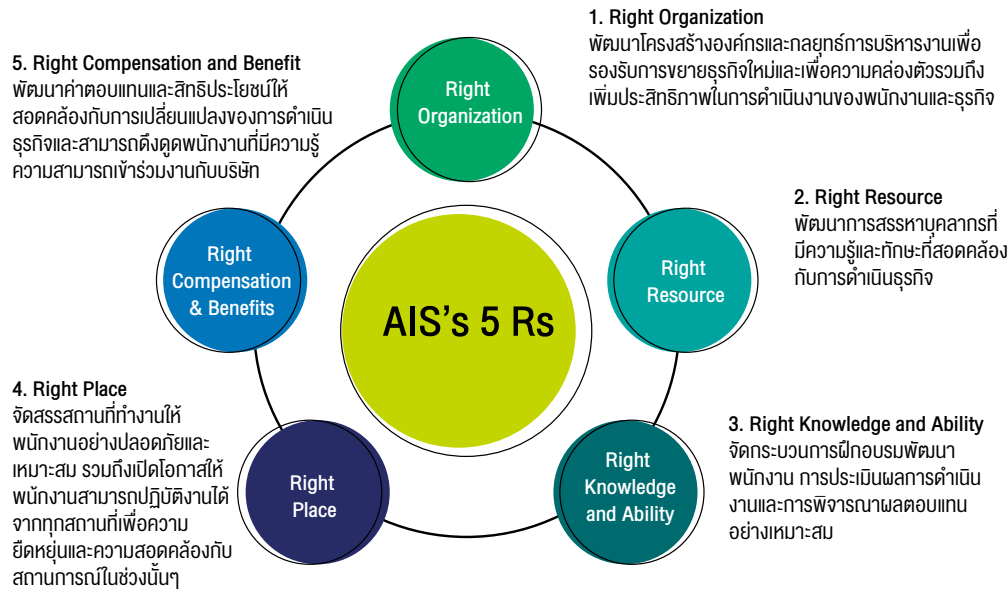 1. Right Organization
พัฒนาโครงสร้างองค์กรและกลยุทธ์การบริหารงานเพื่อ
รองรับการขยายธุรกิจใหม่และเพื่อความคล่องตัวรวมถึง
เพิ่มประสิทธิภาพในการดำเนินงานของพนักงานและธุรกิจ
5. Right Compensation and Benefit
พัฒนาค่าตอบแทนและสิทธิประโยชน์ให้
สอดคล้องกับการเปลี่ยนแปลงของการดำเนิน
ธุรกิจและสามารถดึงดูดพนักงานที่มีความรู้
ความสามารถเข้าร่วมงานกับบริษัท
Right
Organization
2. Right Resource
พัฒนาการสรรหาบุคลากรที่
มีความรู้และทักษะที่สอดคล้อง
กับการดำเนินธุรกิจ
Right
Compensation
& Benefits
Right
Resource
AIS's 5 Rs
4. Right Place
จัดสรรสถานที่ทำงานให้
พนักงานอย่างปลอดภัยและ
เหมาะสม รวมถึงเปิดโอกาสให้
พนักงานสามารถปฏิบัติงานได้
จากทุกสถานที่เพื่อความ
ยืดหยุ่นและความสอดคล้องกับ
สถานการณ์ในช่วงนั้นๆ
Right
Place
Right
Knowledge
and Ability
3. Right Knowledge and Ability
จัดกระบวนการฝึกอบรมพัฒนา
พนักงาน การประเมินผลการดำเนิน
งานและการพิจารณาผลตอบแทน
อย่างเหมาะสม